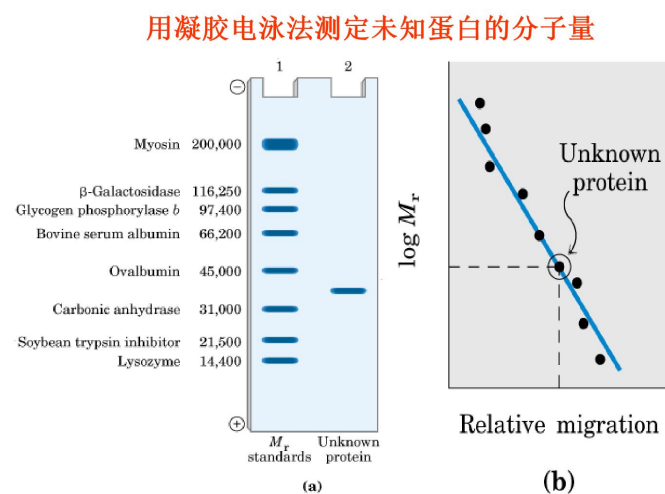 用凝胶电泳法测定未知蛋白的分子量
1 2
−
Myosin 200,000
β-Galactosidase 116,250
Glycogen phosphorylase b 97,400
Bovine serum albumin 66,200
Ovalbumin 45,000
Carbonic anhydrase 31,000
Soybean trypsin inhibitor 21,500
Lysozyme 14,400
+
Mr
standards
Unknown
protein
(a)
log Mr
Unknown
protein
Relative migration
(b)